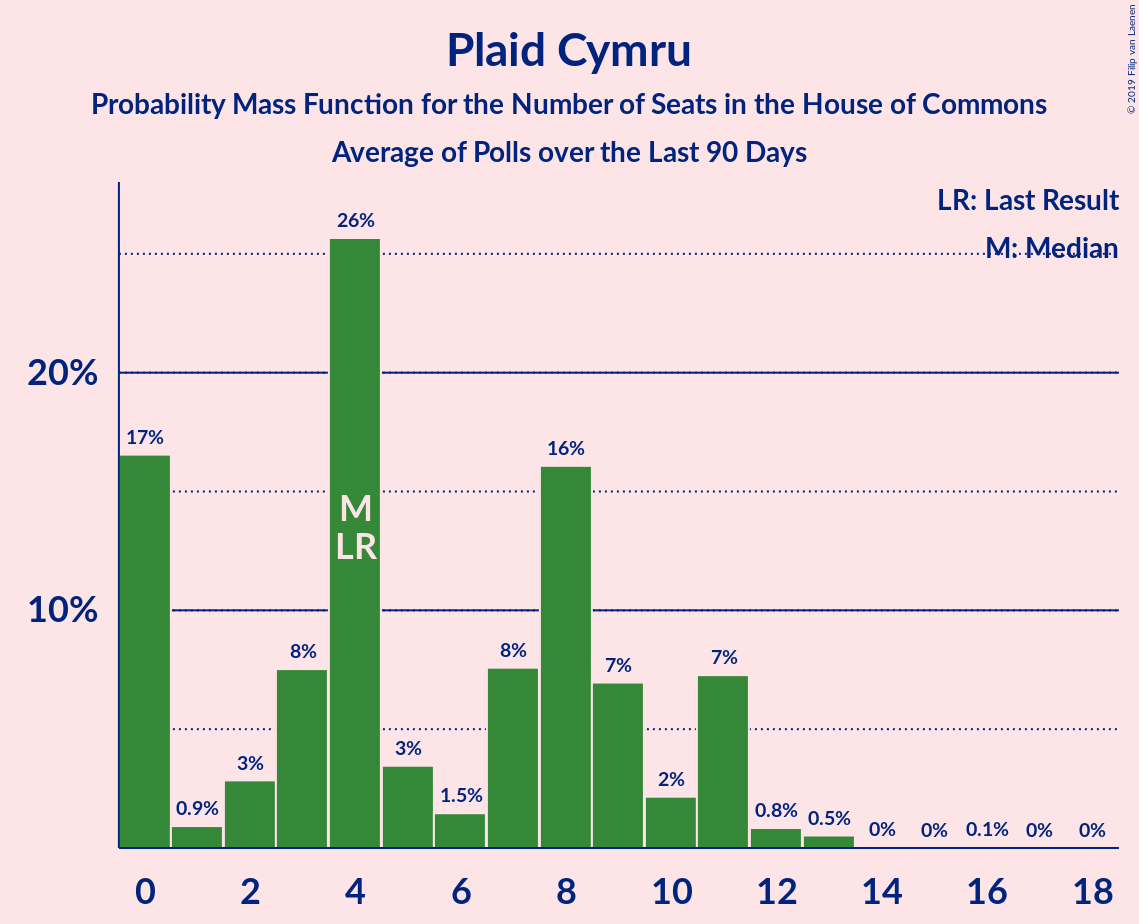 Plaid Cymru
Probability Mass Function for the Number of Seats in the House of Commons
Average of Polls over the Last 90 Days
© 2019 Filip van Laenen
LR: Last Result
M: Median
20%
10%
17%
0.9%
3%
8%
26%
M
LR
3%
1.5%
8%
16%
7%
2%
7%
0.8%
0.5%
0%
0%
0.1%
0%
0%
0 2 4 6 8 10 12 14 16 18